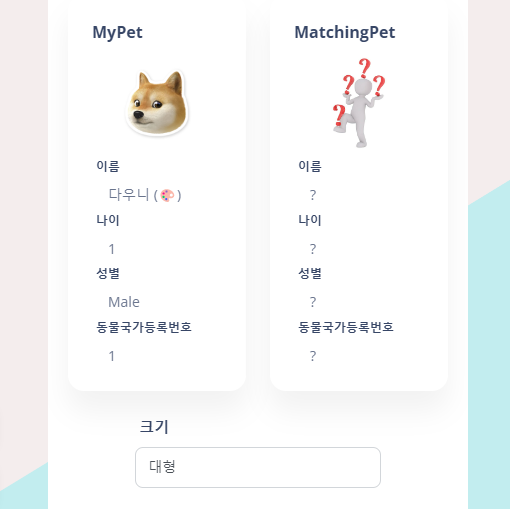 MyPet
이름
다우니 (🎨)
나이
1
성별
Male
동물국가등록번호
1
MatchingPet
이름
?
나이
?
성별
?
동물국가등록번호
?
크기
대형